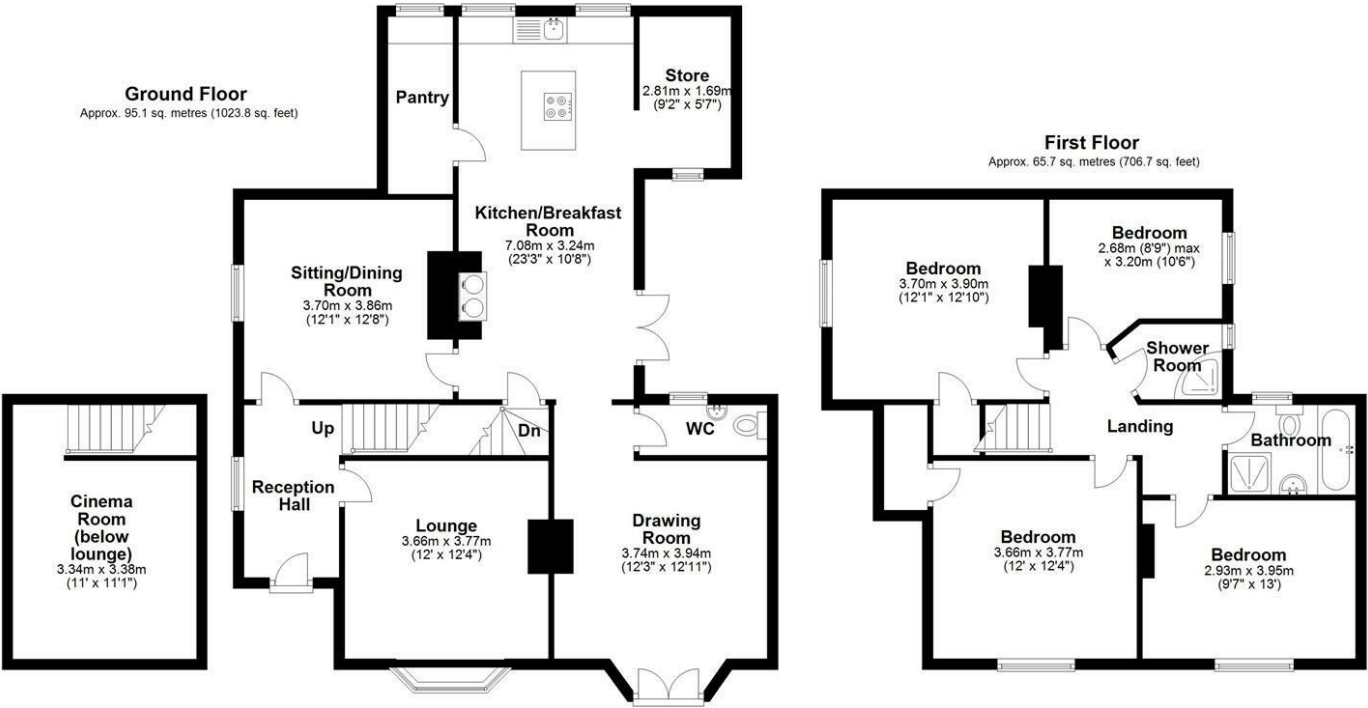 Ground Floor
Approx. 95.1 sq. metres (1023.8 sq. feet)
Pantry
Store
2.81m x 1.69m
(9'2" x 5'7")
Kitchen/Breakfast
Room
7.08m x 3.24m
(23'3" x 10'8")
Sitting/Dining
Room
3.70m x 3.86m
(12'1" x 12'8")
Up
Dn
WC
Reception
Hall
Lounge
3.66m x 3.77m
(12' x 12'4")
Drawing
Room
3.74m x 3.94m
(12'3" x 12'11")
Cinema
Room
(below
lounge)
3.34m x 3.38m
(11' x 11'1")
First Floor
Approx. 65.7 sq. metres (706.7 sq. feet)
Bedroom
3.70m x 3.90m
(12'1" x 12'10")
Bedroom
2.68m (8'9") max
x 3.20m (10'6")
Shower
Room
Landing
Bathroom
Bedroom
3.66m x 3.77m
(12' x 12'4")
Bedroom
2.93m x 3.95m
(9'7" x 13')